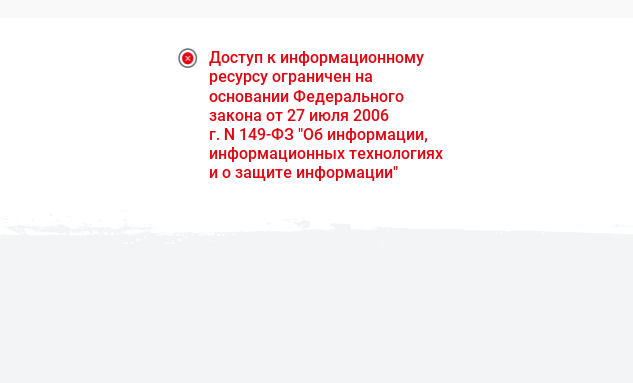 Доступ к информационному
ресурсу ограничен на
основании Федерального
закона от 27 июля 2006
г. N 149-ФЗ "Об информации,
информационных технологиях
и о защите информации"